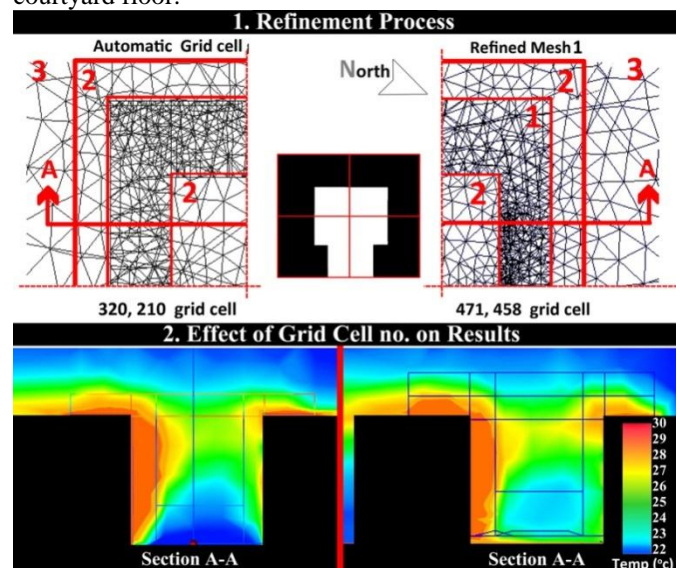 courtyard floor.
1. Refinement Process
Automatic Grid cell
Refined Mesh 1
North
3
2
2
A
3
2
1
2
A
320, 210 grid cell
471, 458 grid cell
2. Effect of Grid Cell no. on Results
30
29
28
27
26
25
24
23
22
Section A-A
Section A-A
Temp (°c)